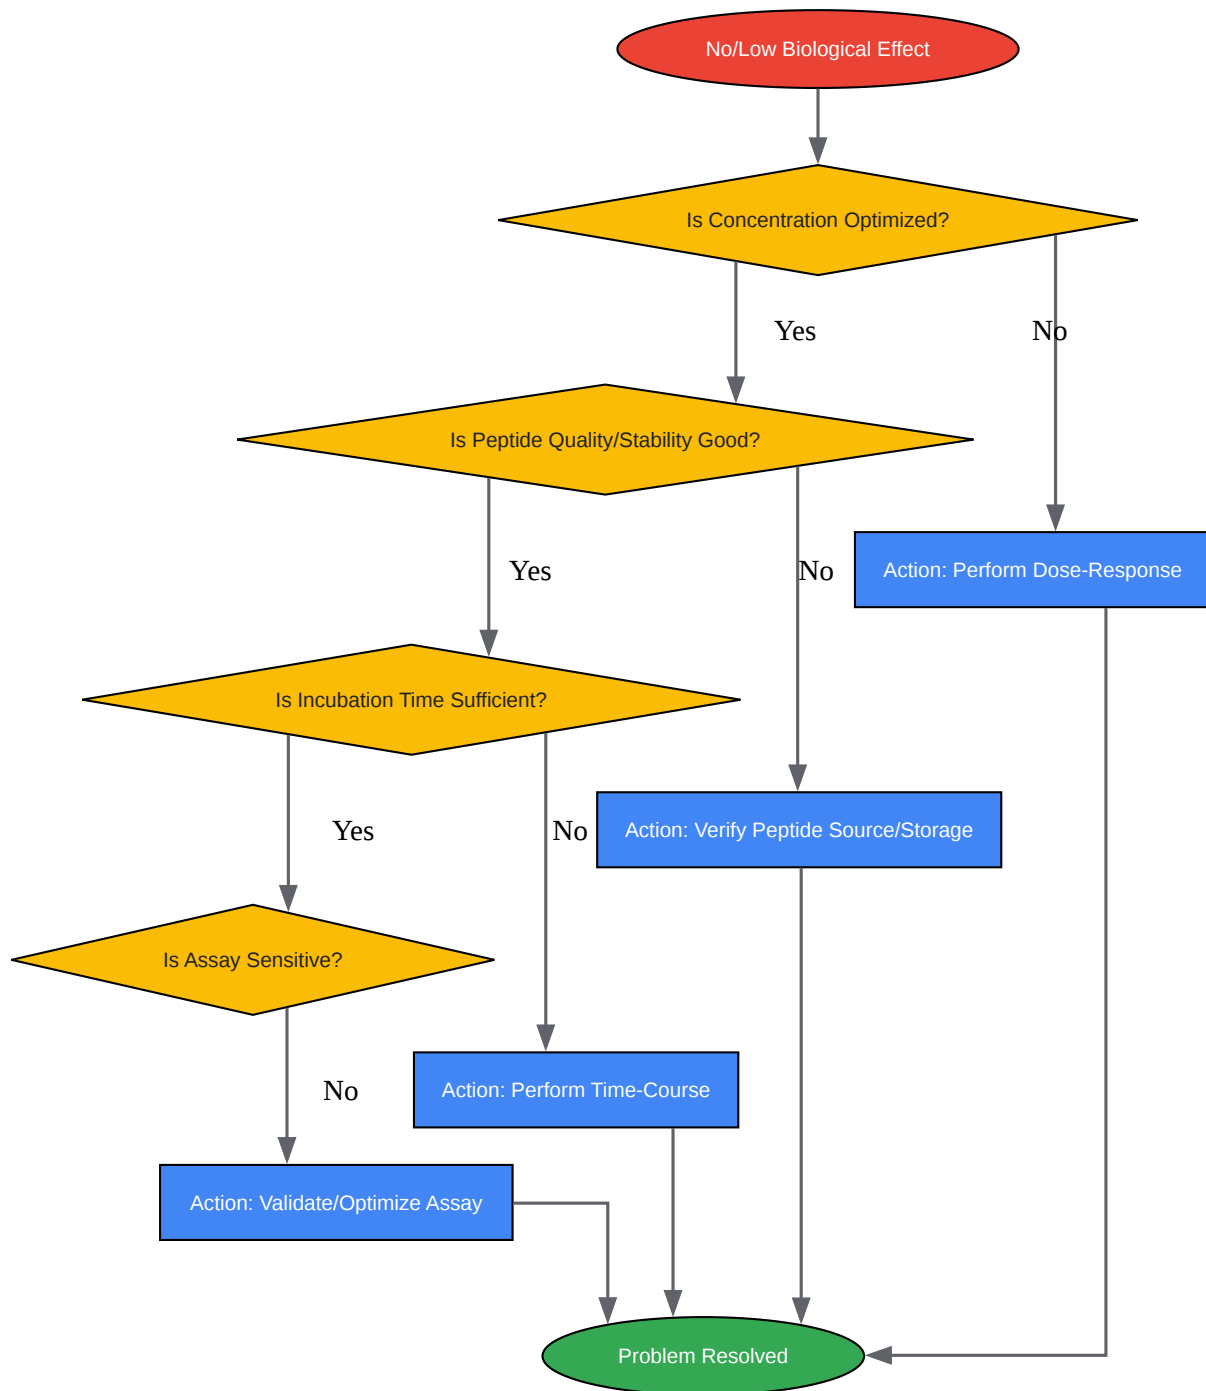 No/Low Biological Effect
Is Concentration Optimized?
Yes
No
Is Peptide Quality/Stability Good?
Yes
No
Action: Perform Dose-Response
Is Incubation Time Sufficient?
Yes
No
Action: Verify Peptide Source/Storage
Is Assay Sensitive?
No
Action: Perform Time-Course
Action: Validate/Optimize Assay
Problem Resolved